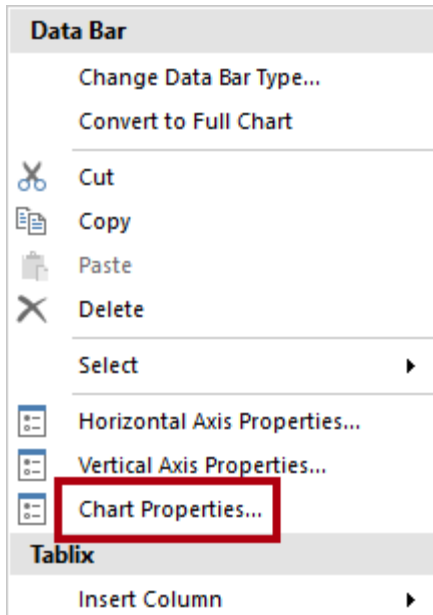 Data Bar
Change Data Bar Type...
Convert to Full Chart
Cut
Copy
Paste
Delete
Select
Horizontal Axis Properties...
Vertical Axis Properties...
Chart Properties...
Tablix
Insert Column